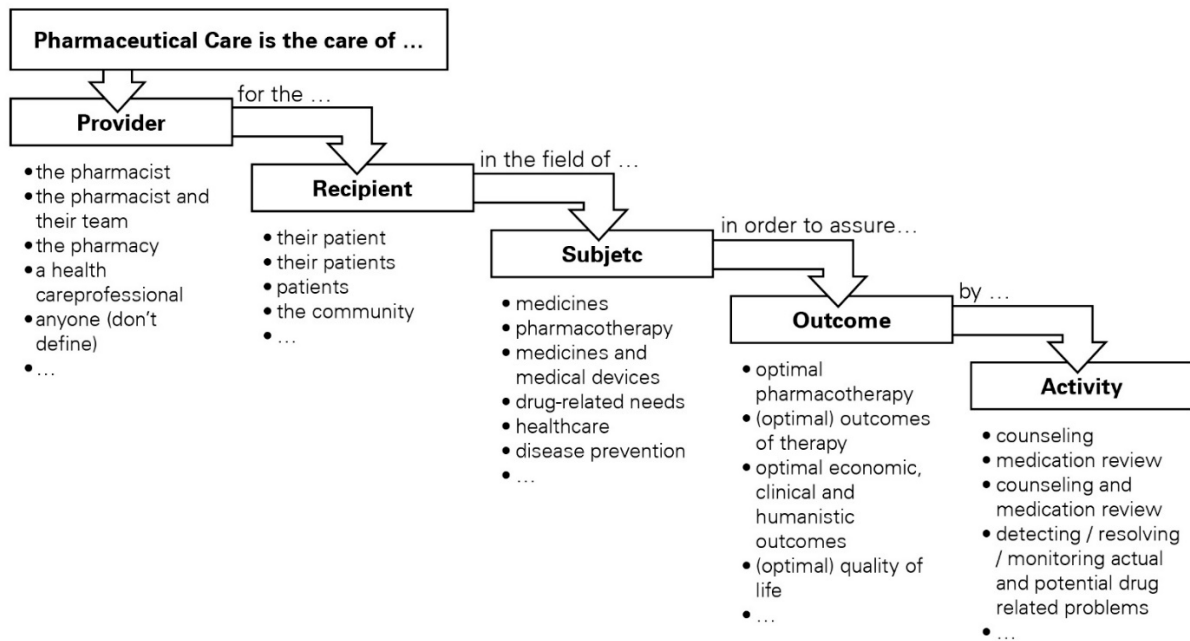 Pharmaceutical Care is the care of …
for the …
Provider
• the pharmacist
• the pharmacist and
their team
• the pharmacy
• a health
careprofessional
• anyone (don't
define)
• …
in the field of …
Recipient
• their patient
• their patients
• patients
• the community
• …
in order to assure…
Subjetc
• medicines
• pharmacotherapy
• medicines and
medical devices
• drug-related needs
• healthcare
• disease prevention
• …
by …
Outcome
• optimal
pharmacotherapy
• (optimal) outcomes
of therapy
• optimal economic,
clinical and
humanistic
outcomes
• (optimal) quality of
life
• …
Activity
• counseling
• medication review
• counseling and
medication review
• detecting / resolving
/ monitoring actual
and potential drug
related problems
• …